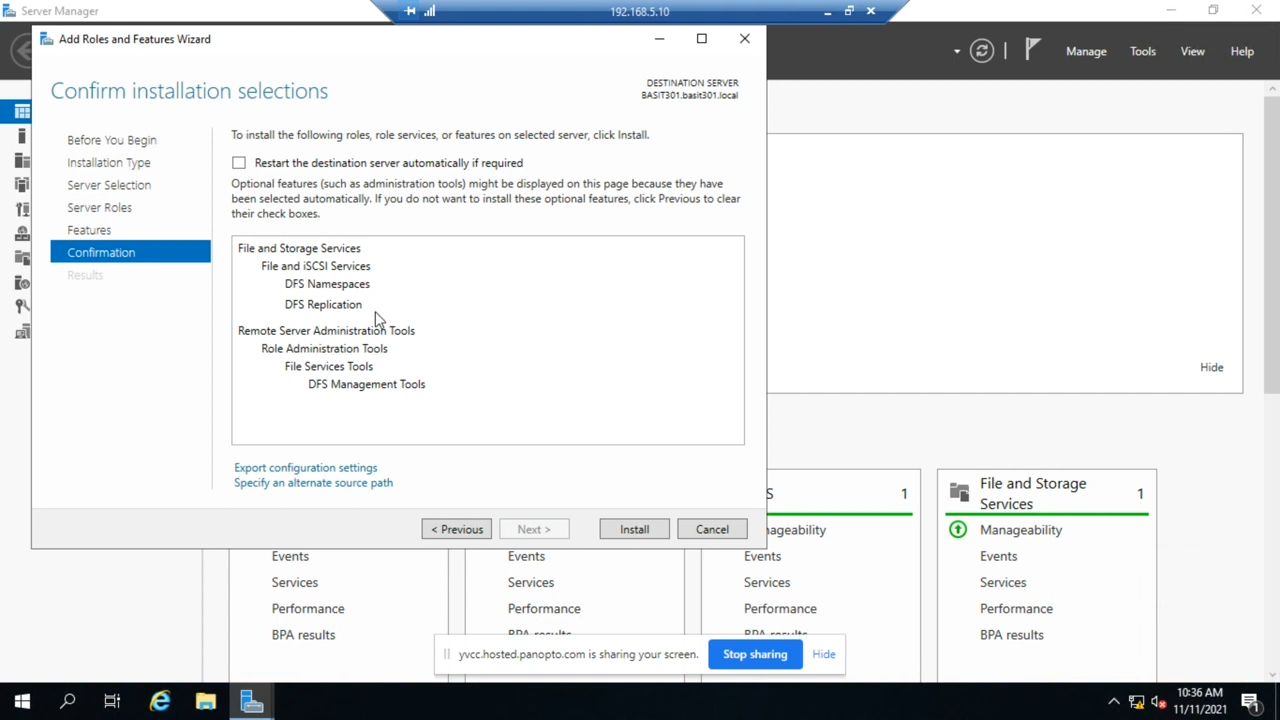 Server Manager
192.168.5.10
Add Roles and Features Wizard
Manage
Tools
View
Help
Confirm installation selections
DESTINATION SERVER
BASIT301.basit301.local
Before You Begin
Installation Type
Server Selection
Server Roles
Features
Confirmation
Results
To install the following roles, role services, or features on selected server, click Install.
Restart the destination server automatically if required
Optional features (such as administration tools) might be displayed on this page because they have
been selected automatically. If you do not want to install these optional features, click Previous to clear
their check boxes.
File and Storage Services
File and iSCSI Services
DFS Namespaces
DFS Replication
Remote Server Administration Tools
Role Administration Tools
File Services Tools
DFS Management Tools
Export configuration settings
Specify an alternate source path
< Previous
Next >
Install
Cancel
Hide
S 1
File and Storage
Services
1
nageability
Manageability
Events
Events
Events
Events
Services
Services
Services
Services
Performance
Performance
Performance
Performance
BPA results
BPA results
BPA results
BPA results
yvcc.hosted.panopto.com is sharing your screen.
Stop sharing
Hide
10:36 AM
11/11/2021
1